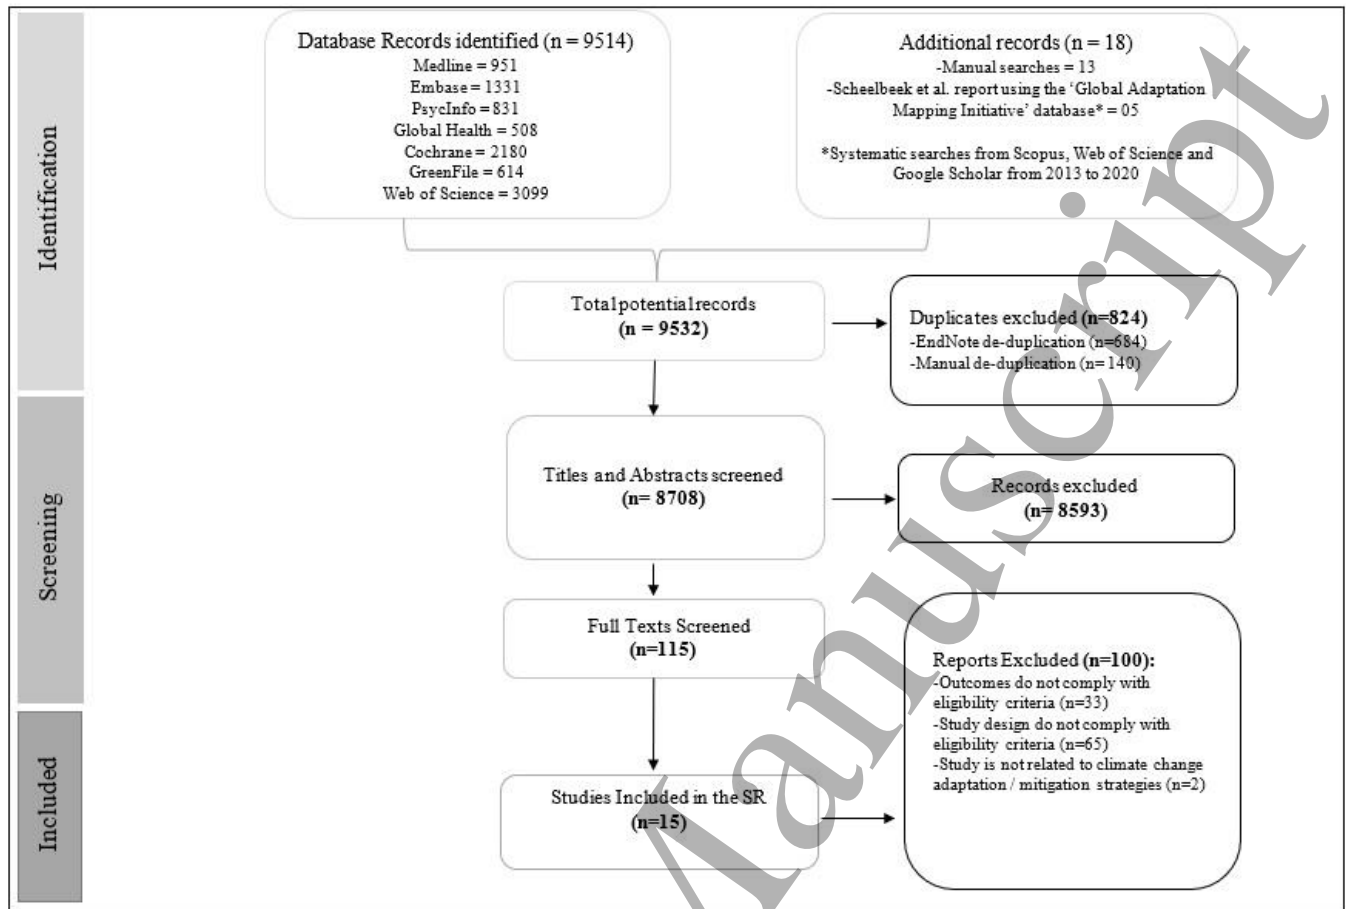 Identification
Database Records identified (n = 9514)
Medline = 951
Embase = 1331
PsycInfo = 831
Global Health = 508
Cochrane = 2180
GreenFile = 614
Web of Science = 3099
Additional records (n = 18)
-Manual searches = 13
-Scheelbeek et al. report using the ‘Global Adaptation
Mapping Initiative’ database* = 05
*Systematic searches from Scopus, Web of Science and
Google Scholar from 2013 to 2020
Total potential records
(n = 9532)
Duplicates excluded (n=824)
-EndNote de-duplication (n=684)
-Manual de-duplication (n=140)
Screening
Titles and Abstracts screened
(n= 8708)
Records excluded
(n= 8593)
Full Texts Screened
(n=115)
Reports Excluded (n=100):
-Outcomes do not comply with
eligibility criteria (n=33)
-Study design do not comply with
eligibility criteria (n=65)
-Study is not related to climate change
adaptation / mitigation strategies (n=2)
Included
Studies Included in the SR
(n=15)
Manuscript